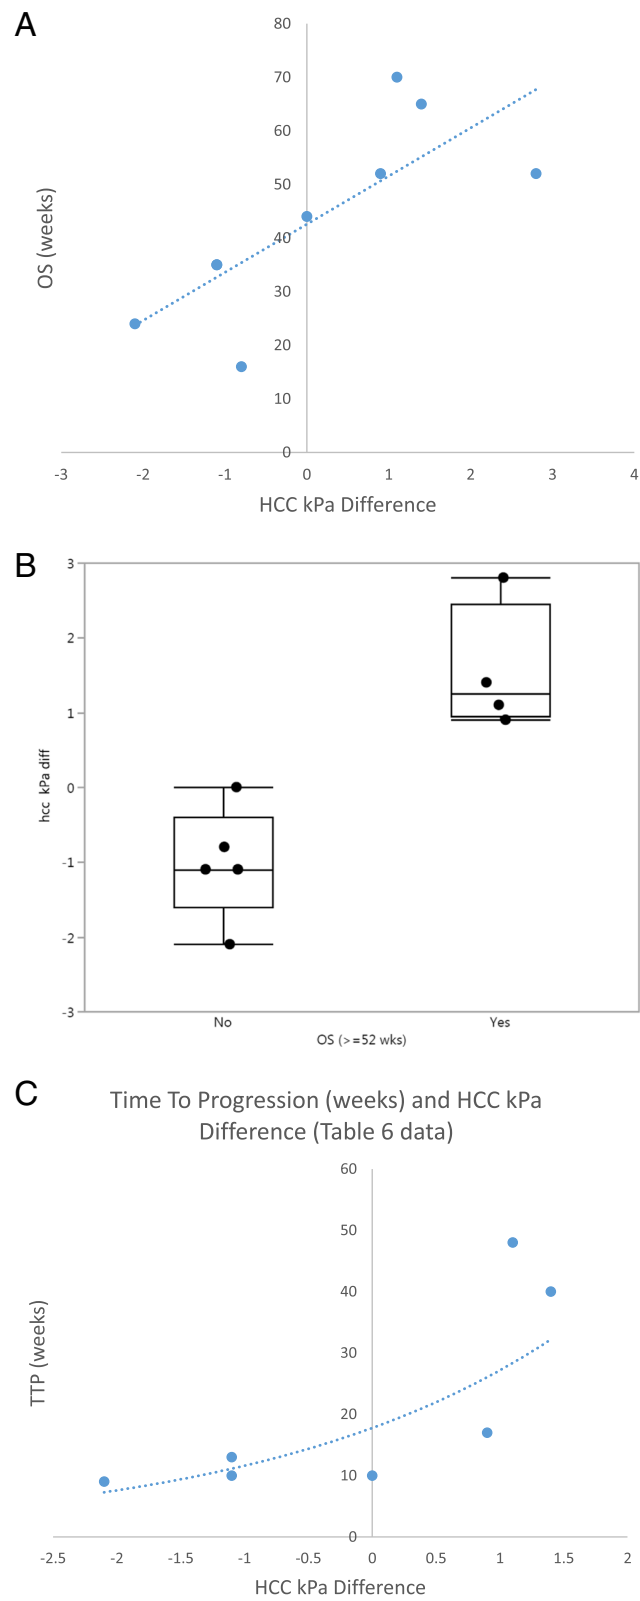 A
80
70
60
50
40
30
20
10
0
OS (weeks)
-3 -2 -1 0 1 2 3 4
HCC kPa Difference
B
3
2
1
0
-1
-2
-3
hcc kPa diff
No Yes
OS (>=52 wks)
C
Time To Progression (weeks) and HCC kPa
Difference (Table 6 data)
60
50
40
30
20
10
0
TTP (weeks)
-2.5 -2 -1.5 -1 -0.5 0 0.5 1 1.5 2
HCC kPa Difference